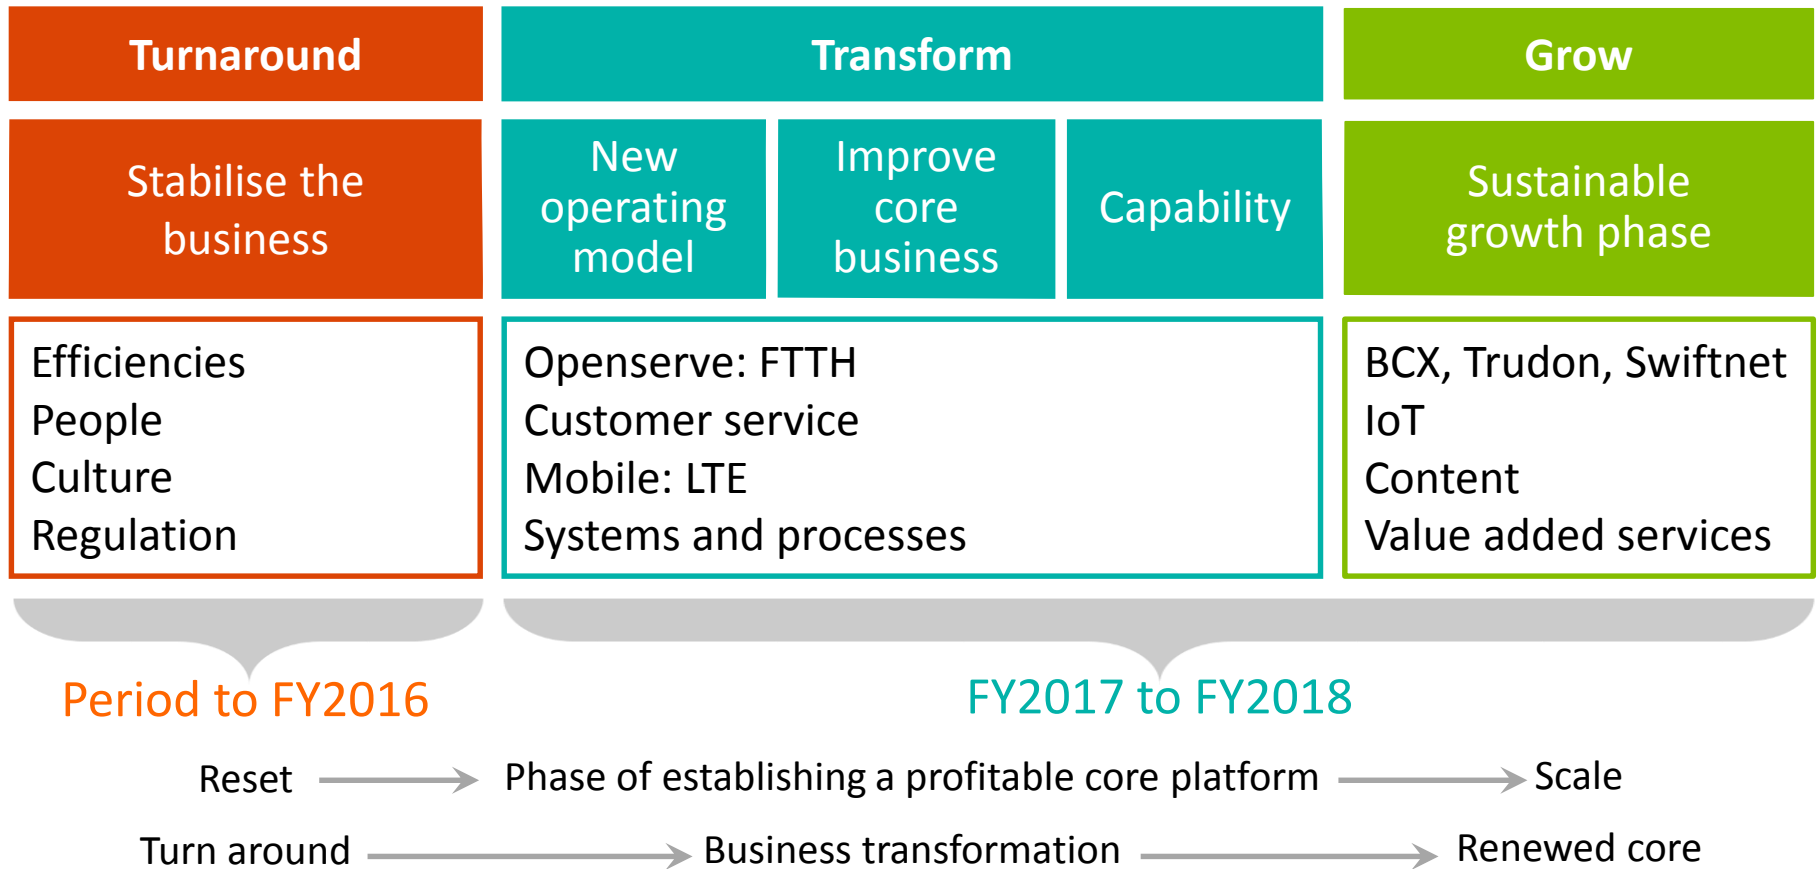 Turnaround
Transform
Grow
Stabilise the
business
New
operating
model
Improve
core
business
Capability
Sustainable
growth phase
Efficiencies
People
Culture
Regulation
Openserve: FTTH
Customer service
Mobile: LTE
Systems and processes
BCX, Trudon, Swiftnet
IoT
Content
Value added services
Period to FY2016
FY2017 to FY2018
Reset
Phase of establishing a profitable core platform
Scale
Turn around
Business transformation
Renewed core